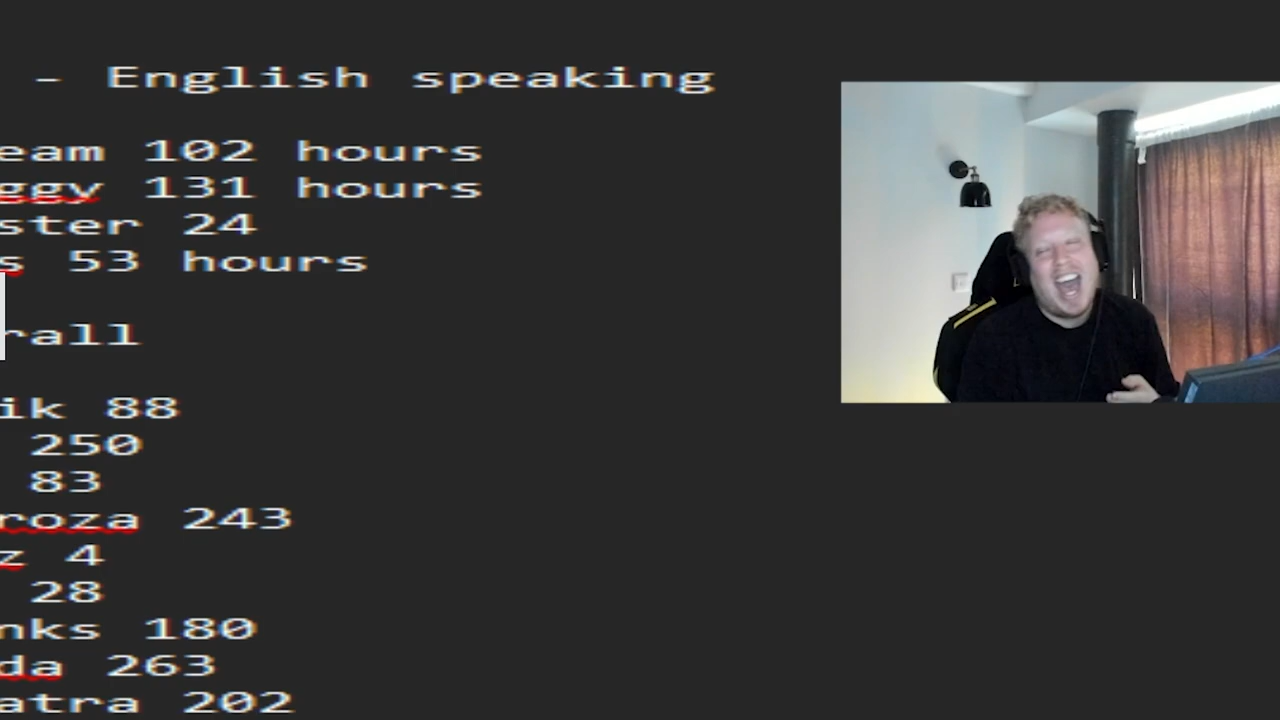 - English speaking
eam 102 hours
ggy 131 hours
ster 24
s 53 hours
rall
ik 88
250
83
roza 243
z 4
28
nks 180
da 263
atra 202